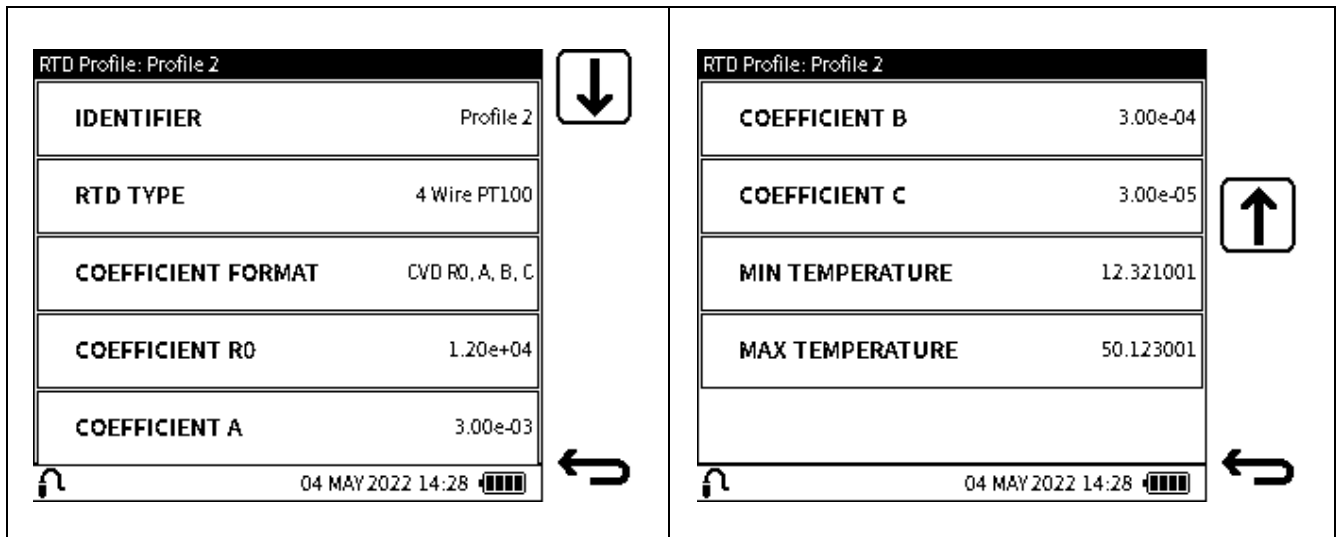 RTD Profile: Profile 2
IDENTIFIER Profile 2
RTD TYPE 4 Wire PT100
COEFFICIENT FORMAT CVD R0, A, B, C
COEFFICIENT R0 1.20e+04
COEFFICIENT A 3.00e-03
04 MAY 2022 14:28
RTD Profile: Profile 2
COEFFICIENT B 3.00e-04
COEFFICIENT C 3.00e-05
MIN TEMPERATURE 12.321001
MAX TEMPERATURE 50.123001
04 MAY 2022 14:28